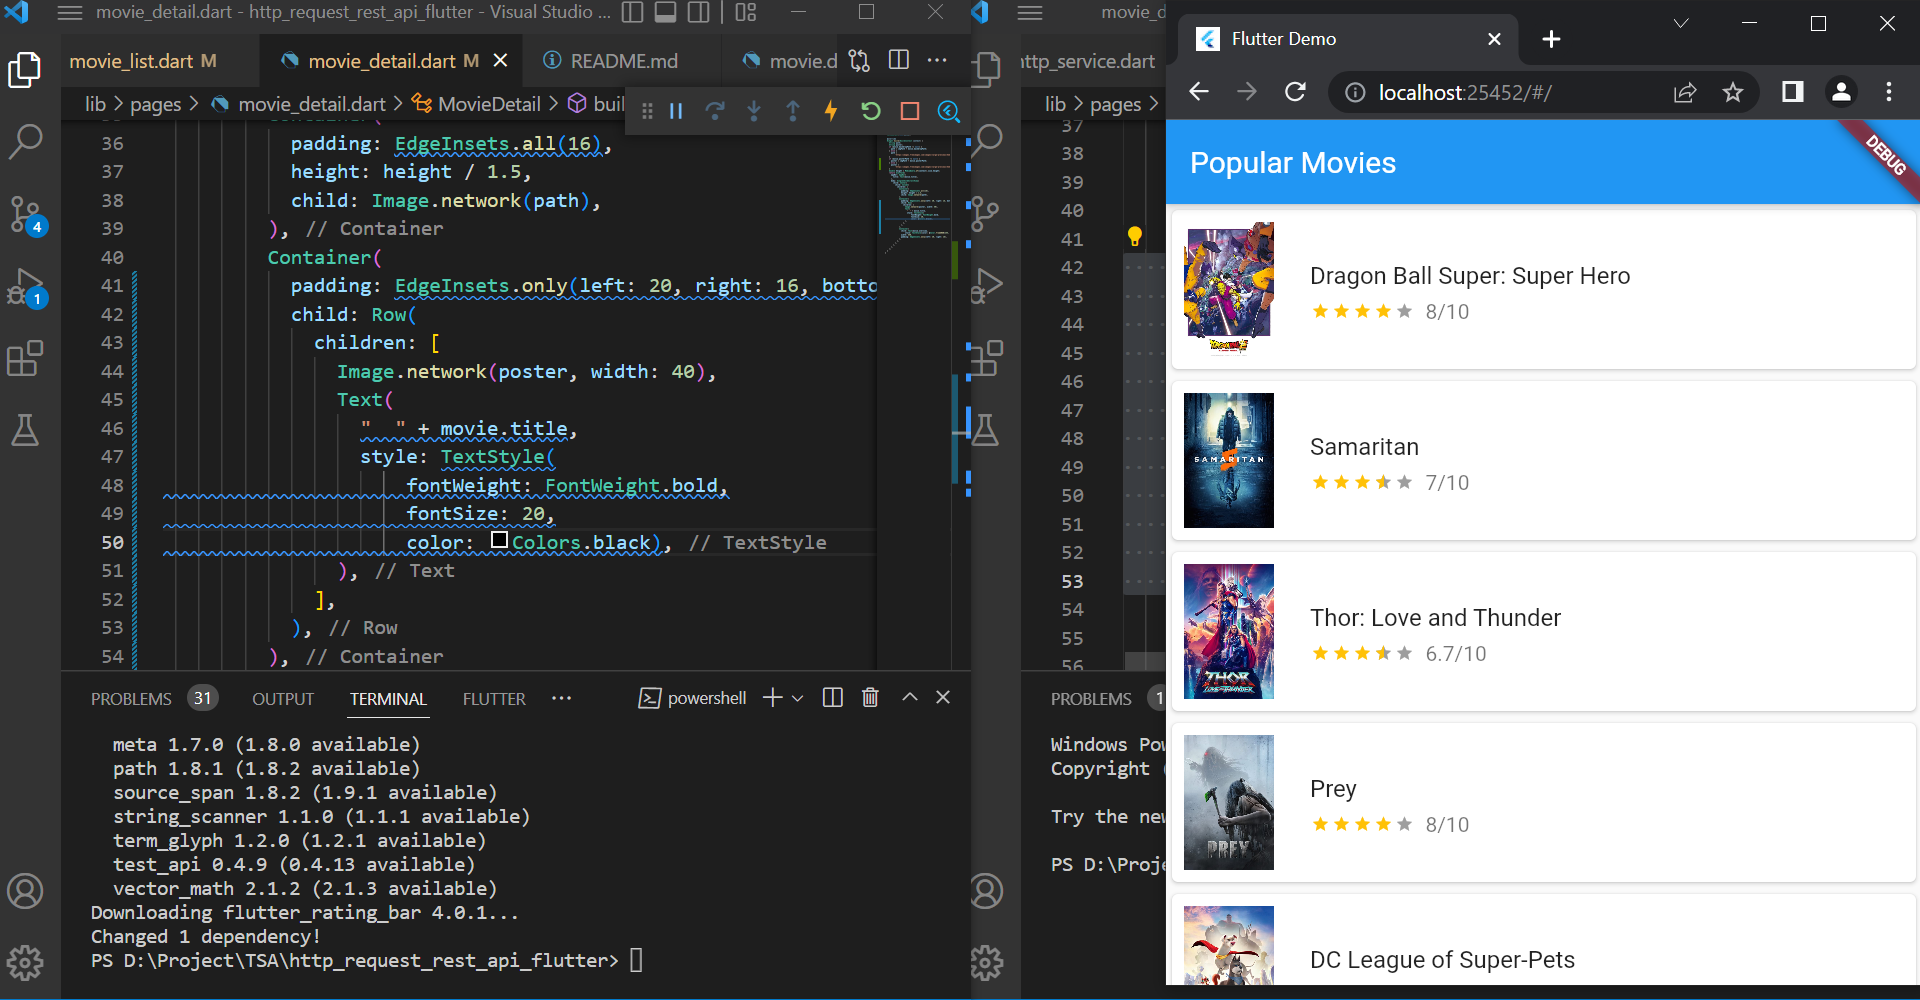 movie_detail.dart - http_request_rest_api_flutter - Visual Studio ...
movie_list.dart M
movie_detail.dart M
README.md
movie.d
lib > pages > movie_detail.dart > MovieDetail > buil
36 padding: EdgeInsets.all(16),
37 height: height / 1.5,
38 child: Image.network(path),
39 ), // Container
40 Container(
41 padding: EdgeInsets.only(left: 20, right: 16, botto
42 child: Row(
43 children: [
44 Image.network(poster, width: 40),
45 Text(
46 "  " + movie.title,
47 style: TextStyle(
48 fontWeight: FontWeight.bold,
49 fontSize: 20,
50 color: Colors.black), // TextStyle
51 ), // Text
52 ],
53 ), // Row
54 ), // Container
4
1
PROBLEMS 31 OUTPUT TERMINAL FLUTTER ... powershell
meta 1.7.0 (1.8.0 available)
path 1.8.1 (1.8.2 available)
source_span 1.8.2 (1.9.1 available)
string_scanner 1.1.0 (1.1.1 available)
term_glyph 1.2.0 (1.2.1 available)
test_api 0.4.9 (0.4.13 available)
vector_math 2.1.2 (2.1.3 available)
Downloading flutter_rating_bar 4.0.1...
Changed 1 dependency!
PS D:\Project\TSA\http_request_rest_api_flutter>
movie_d
http_service.dart
lib > pages >
37
38
39
40
41
42
43
44
45
46
47
48
49
50
51
52
53
54
55
56
PROBLEMS 1
Windows Pow
Copyright (
Try the new
PS D:\Proje
Flutter Demo
localhost:25452/#/
Popular Movies
DEBUG
Dragon Ball Super: Super Hero
8/10
SAMARITAN
Samaritan
7/10
THOR
LOVE AND THUNDER
Thor: Love and Thunder
6.7/10
PREY
Prey
8/10
DC League of Super-Pets